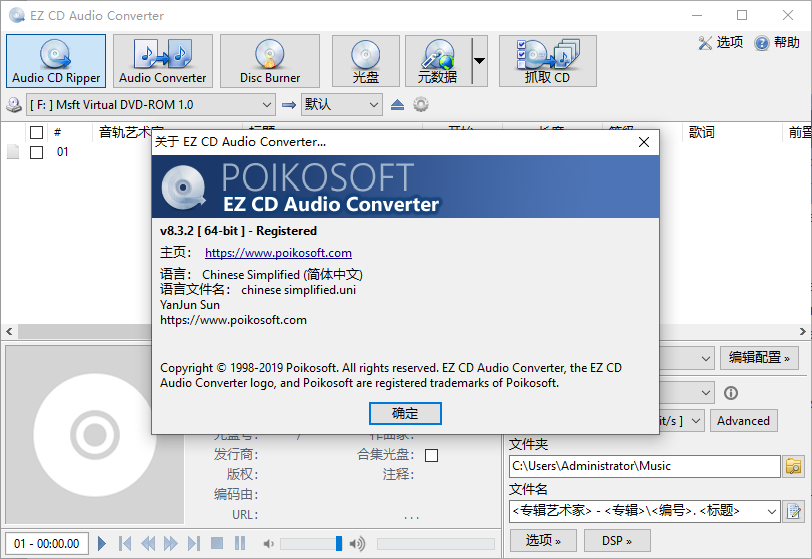 EZ CD Audio Converter
Audio CD Ripper
Audio Converter
Disc Burner
光盘
元数据
抓取 CD
选项
帮助
[ F: ] Msft Virtual DVD-ROM 1.0
默认
# 音轨艺术家 标题 开始 长度 等级 歌词
01
关于 EZ CD Audio Converter...
POIKOSOFT
EZ CD Audio Converter
v8.3.2 [ 64-bit ] - Registered
主页: https://www.poikosoft.com
语言: Chinese Simplified (简体中文)
语言文件名: chinese simplified.uni
YanJun Sun
https://www.poikosoft.com
Copyright © 1998-2019 Poikosoft. All rights reserved. EZ CD Audio Converter, the EZ CD
Audio Converter logo, and Poikosoft are registered trademarks of Poikosoft.
确定
编辑配置 »
it/s ]
Advanced
光盘号: / 作曲家:
发行商: 合集光盘:
版权: 注释:
编码由:
URL: ...
文件夹
C:\Users\Administrator\Music
文件名
<专辑艺术家> - <专辑>\<编号>. <标题>
选项 »
DSP »
01 - 00:00.00